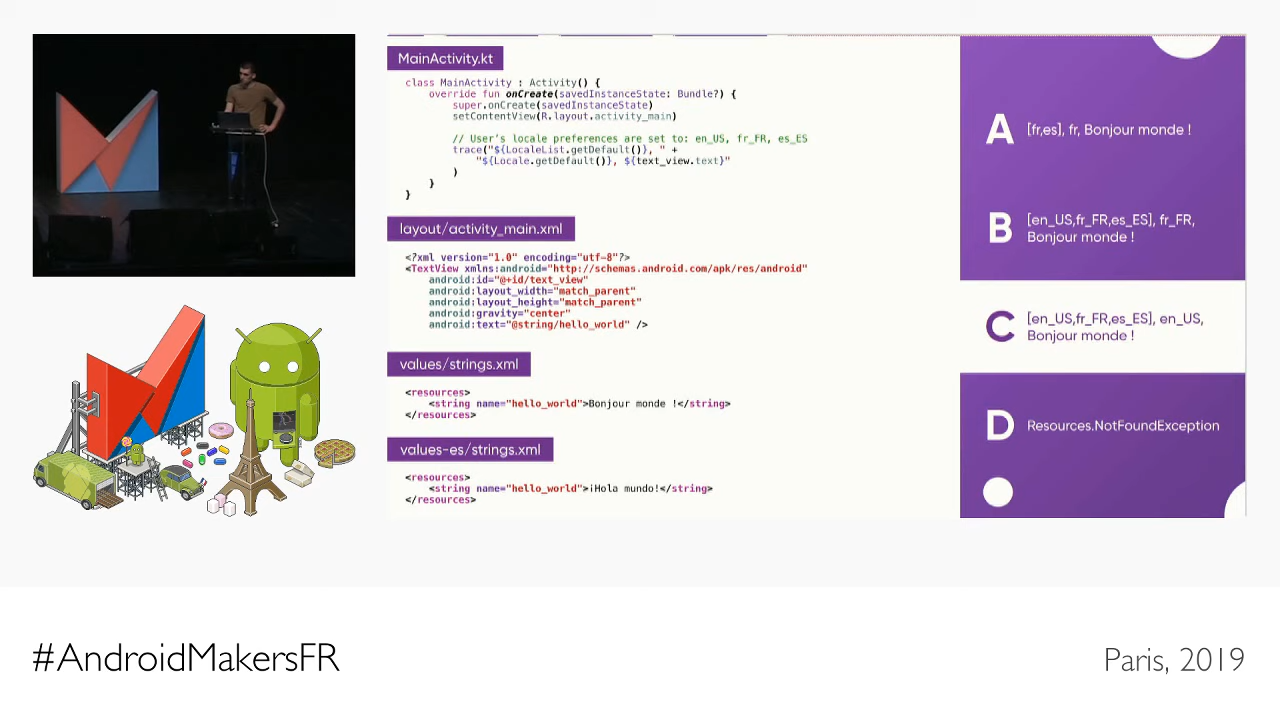 MainActivity.kt
class MainActivity : Activity() {
override fun onCreate(savedInstanceState: Bundle?) {
super.onCreate(savedInstanceState)
setContentView(R.layout.activity_main)
// User's locale preferences are set to: en_US, fr_FR, es_ES
trace("${LocaleList.getDefault()}, " +
"${Locale.getDefault()}, ${text_view.text}"
)
}
}
layout/activity_main.xml
<?xml version="1.0" encoding="utf-8"?>
<TextView xmlns:android="http://schemas.android.com/apk/res/android"
android:id="@+id/text_view"
android:layout_width="match_parent"
android:layout_height="match_parent"
android:gravity="center"
android:text="@string/hello_world" />
values/strings.xml
<resources>
<string name="hello_world">Bonjour monde !</string>
</resources>
values-es/strings.xml
<resources>
<string name="hello_world">¡Hola mundo!</string>
</resources>
A [fr,es], fr, Bonjour monde !
B [en_US,fr_FR,es_ES], fr_FR,
Bonjour monde !
C [en_US,fr_FR,es_ES], en_US,
Bonjour monde !
D Resources.NotFoundException
#AndroidMakersFR
Paris, 2019